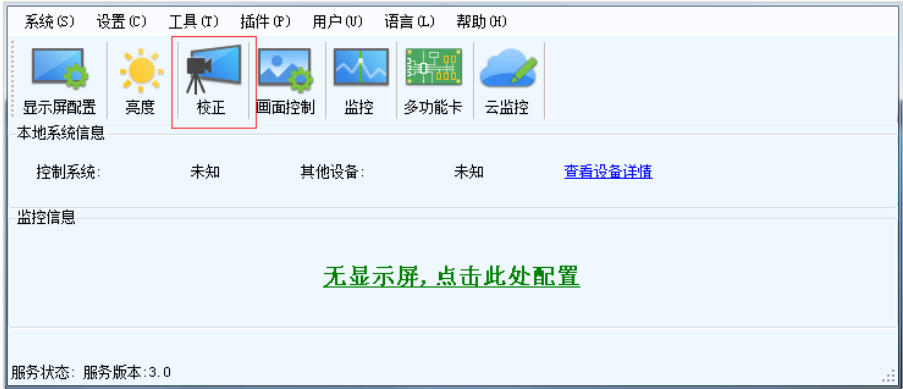 系统(S) 设置(C) 工具(T) 插件(P) 用户(U) 语言(L) 帮助(H)
显示屏配置 亮度 校正 画面控制 监控 多功能卡 云监控
本地系统信息
控制系统: 未知 其他设备: 未知 查看设备详情
监控信息
无显示屏,点击此处配置
服务状态: 服务版本:3.0